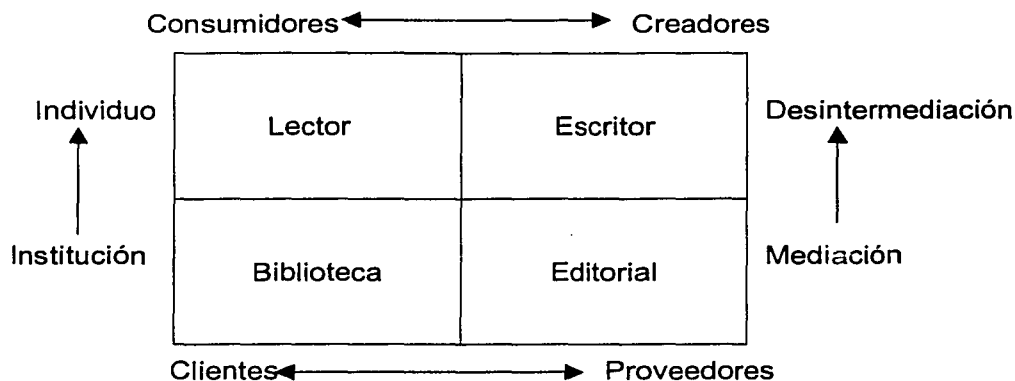 Consumidores Creadores
Individuo Lector Escritor Desintermediación
Institución Biblioteca Editorial Mediación
Clientes Proveedores